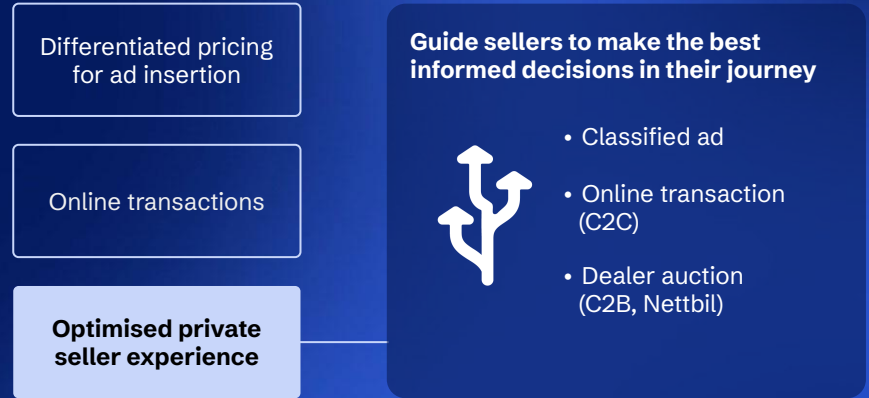 Differentiated pricing
for ad insertion
Online transactions
Optimised private
seller experience
Guide sellers to make the best
informed decisions in their journey
• Classified ad
• Online transaction
(C2C)
• Dealer auction
(C2B, Nettbil)